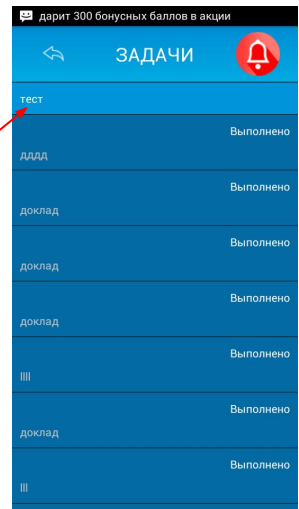 дарит 300 бонусных баллов в акции
ЗАДАЧИ
тест
Выполнено
дддд
Выполнено
доклад
Выполнено
доклад
Выполнено
доклад
Выполнено
llll
Выполнено
доклад
Выполнено
lll